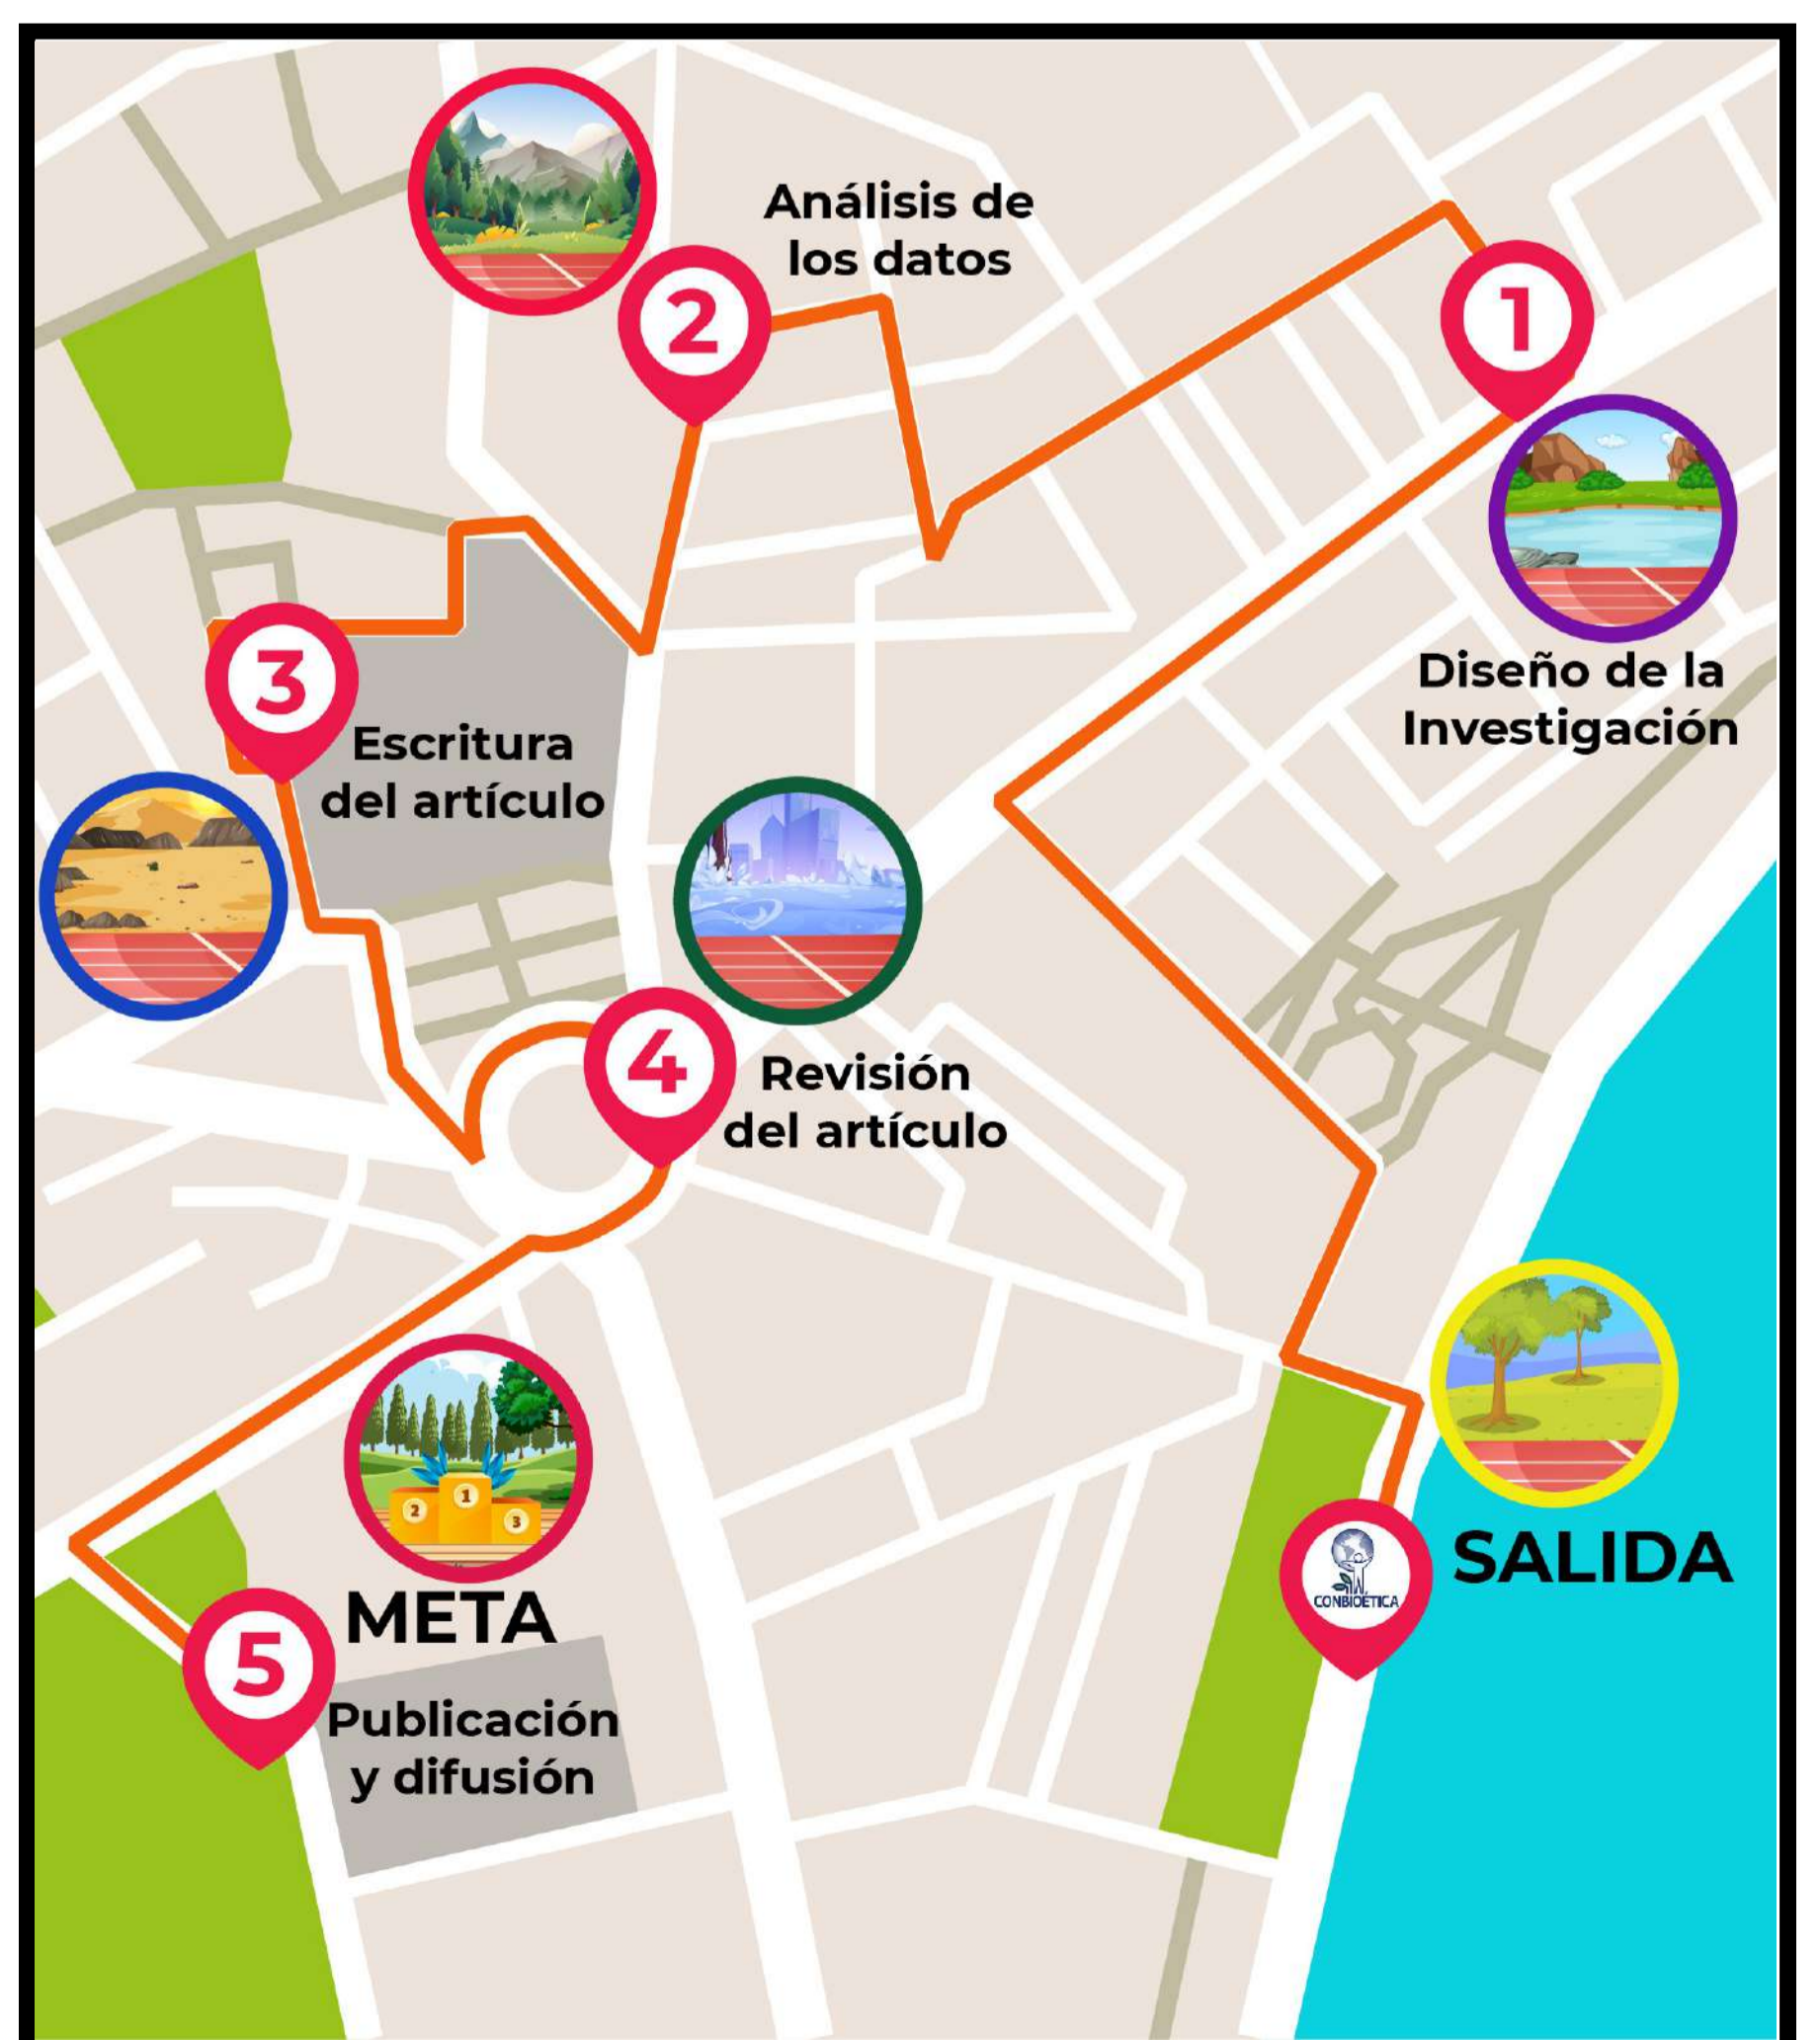 Análisis de
los datos
2
1
Diseño de la
Investigación
3
Escritura
del artículo
4
Revisión
del artículo
SALIDA
CONBIOÉTICA
1
2
3
META
5
Publicación
y difusión